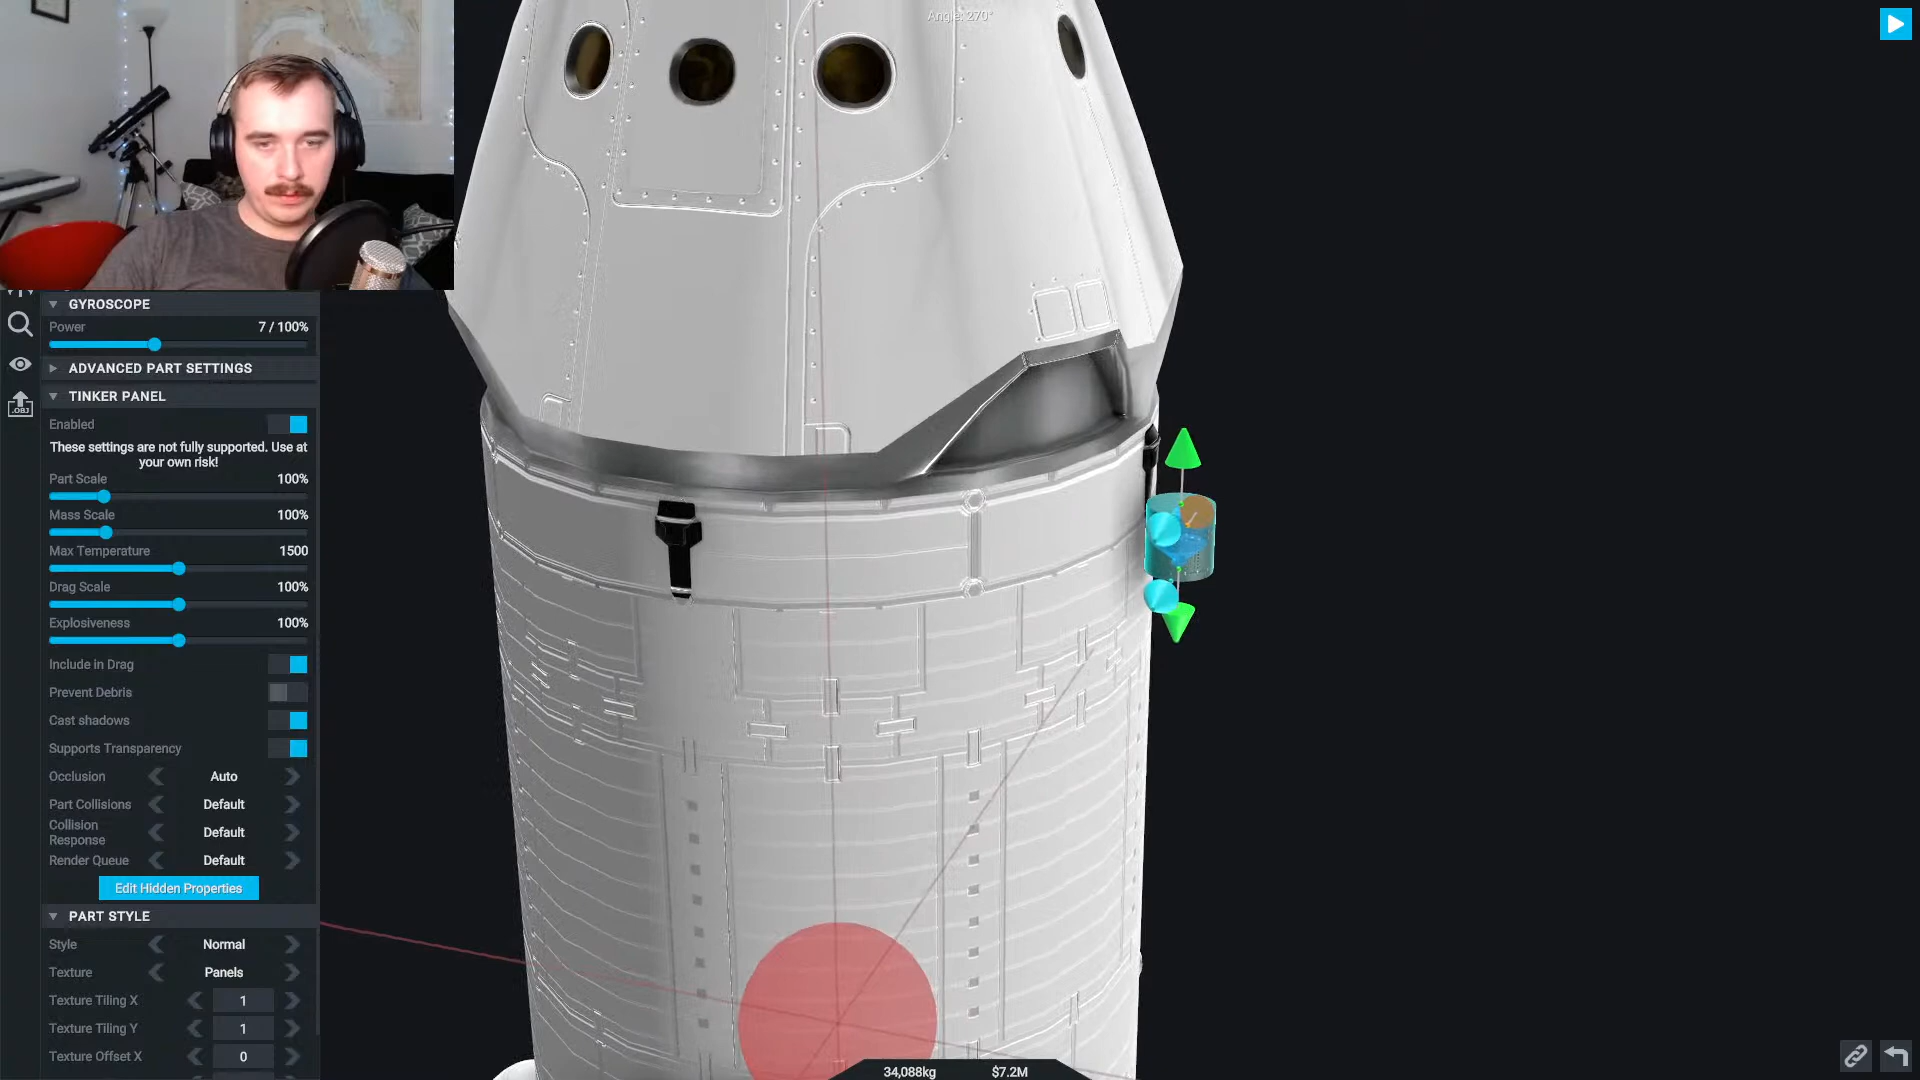 Angle: 270°
GYROSCOPE
Power 7 / 100%
ADVANCED PART SETTINGS
TINKER PANEL
Enabled
These settings are not fully supported. Use at
your own risk!
Part Scale 100%
Mass Scale 100%
Max Temperature 1500
Drag Scale 100%
Explosiveness 100%
Include in Drag
Prevent Debris
Cast shadows
Supports Transparency
Occlusion Auto
Part Collisions Default
Collision
Response Default
Render Queue Default
Edit Hidden Properties
PART STYLE
Style Normal
Texture Panels
Texture Tiling X 1
Texture Tiling Y 1
Texture Offset X 0
.OBJ
34,088kg $7.2M